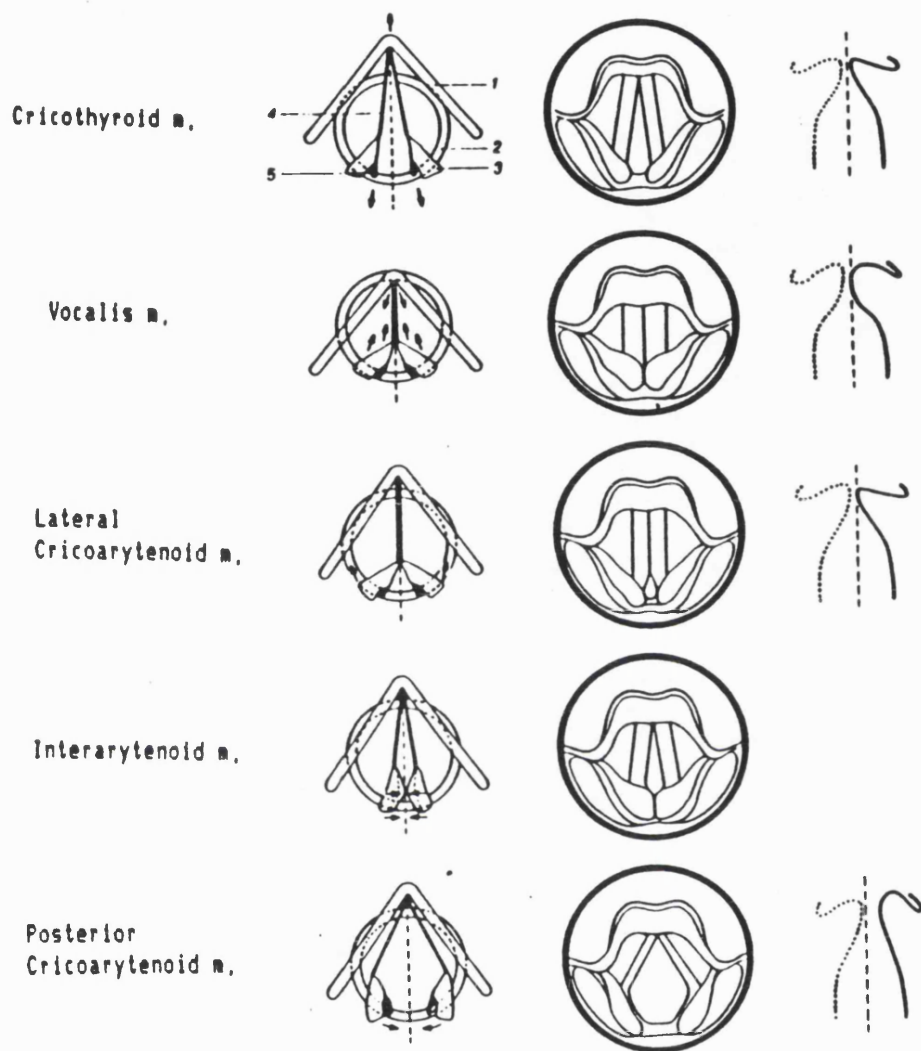 Cricothyroid m.
1
4
2
5
3
Vocalis m.
Lateral
Cricoarytenoid m.
Interarytenoid m.
Posterior
Cricoarytenoid m.